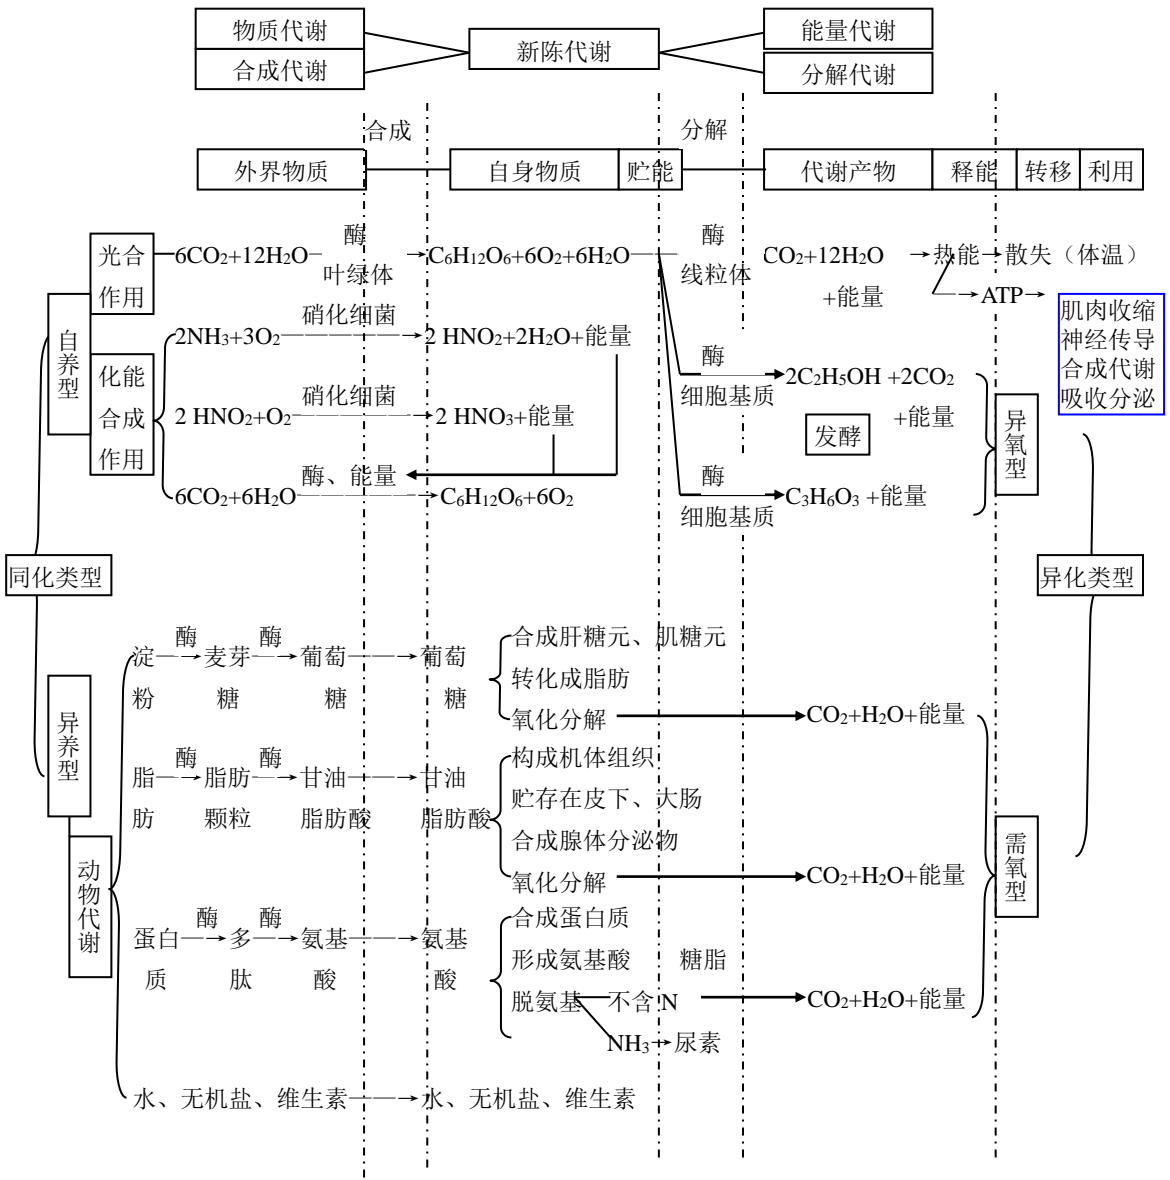 物质代谢
能量代谢
新陈代谢
合成代谢
分解代谢
合成
分解
外界物质
自身物质
贮能
代谢产物
释能
转移
利用
酶
酶
光合
6CO₂+12H₂O
C₆H₁₂O₆+6O₂+6H₂O
CO₂+12H₂O
→热能→散失（体温）
叶绿体
线粒体
作用
+能量
→ATP→
硝化细菌
肌肉收缩
神经传导
合成代谢
吸收分泌
自养型
2NH₃+3O₂
2 HNO₂+2H₂O+能量
酶
化能
合成
作用
2C₂H₅OH +2CO₂
硝化细菌
细胞基质
2 HNO₂+O₂
2 HNO₃+能量
+能量
发酵
异氧型
酶、能量
酶
6CO₂+6H₂O
C₆H₁₂O₆+6O₂
C₃H₆O₃ +能量
细胞基质
同化类型
异化类型
酶
酶
合成肝糖元、肌糖元
淀—→麦芽—→葡萄——→葡萄
转化成脂肪
粉
糖
糖
糖
氧化分解
CO₂+H₂O+能量
异养型
酶
酶
构成机体组织
脂—→脂肪—→甘油——→甘油
贮存在皮下、大肠
肪
颗粒
脂肪酸
脂肪酸
合成腺体分泌物
需氧型
动物代谢
氧化分解
CO₂+H₂O+能量
酶
酶
合成蛋白质
蛋白—→多—→氨基——→氨基
形成氨基酸
糖脂
质
肽
酸
酸
脱氨基
不含 N
CO₂+H₂O+能量
NH₃→尿素
水、无机盐、维生素——→水、无机盐、维生素